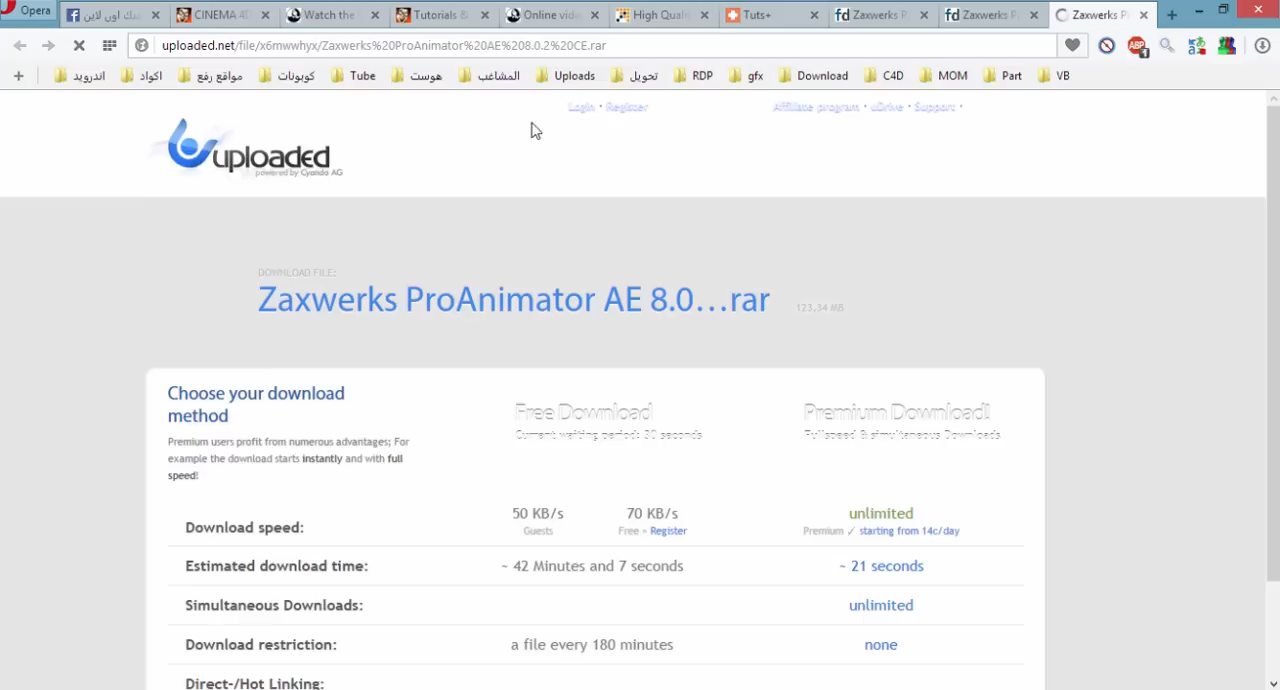 Opera
ك اون لاين
CINEMA 4D
Watch the
Tutorials &
Online vide
High Quali
Tuts+
Zaxwerks P
Zaxwerks P
Zaxwerks P
uploaded.net/file/x6mwwhyx/Zaxwerks%20ProAnimator%20AE%208.0.2%20CE.rar
اندرويد
اكواد
مواقع رفع
كوبونات
Tube
هوست
المشاغب
Uploads
تحويل
RDP
gfx
Download
C4D
MOM
Part
VB
Login · Register
Affiliate program · uDrive · Support ·
uploaded
powered by Cyando AG
DOWNLOAD FILE:
Zaxwerks ProAnimator AE 8.0…rar 123.34 MB
Choose your download
method
Premium users profit from numerous advantages; For
example the download starts instantly and with full
speed!
Free Download
Current waiting period: 30 seconds
Premium Download!
Fullspeed & simultaneous Downloads
Download speed:
50 KB/s
Guests
70 KB/s
Free » Register
unlimited
Premium ✓ starting from 14c/day
Estimated download time: ~ 42 Minutes and 7 seconds ~ 21 seconds
Simultaneous Downloads: unlimited
Download restriction: a file every 180 minutes none
Direct-/Hot Linking: